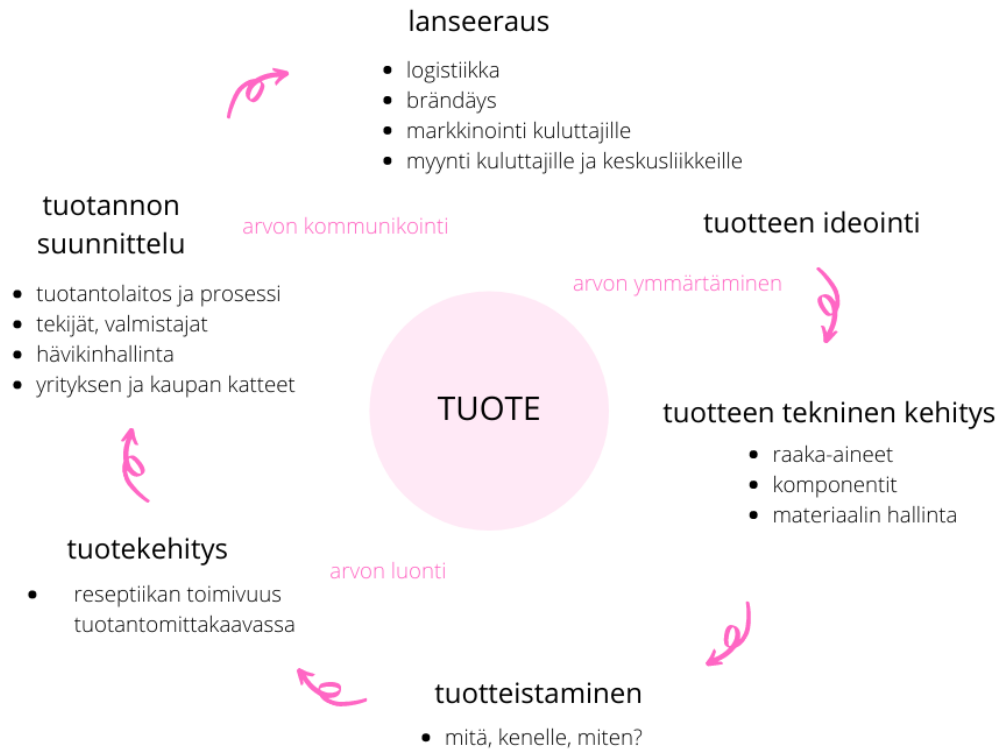 lanseeraus
logistiikka
brändäys
markkinointi kuluttajille
myynti kuluttajille ja keskusliikkeille
tuotannon
suunnittelu
tuotantolaitos ja prosessi
tekijät, valmistajat
hävikinhallinta
yrityksen ja kaupan katteet
arvon kommunikointi
tuotteen ideointi
arvon ymmärtäminen
TUOTE
tuotteen tekninen kehitys
raaka-aineet
komponentit
materiaalin hallinta
tuotekehitys
reseptiikan toimivuus
tuotantomittakaavassa
arvon luonti
tuotteistaminen
mitä, kenelle, miten?